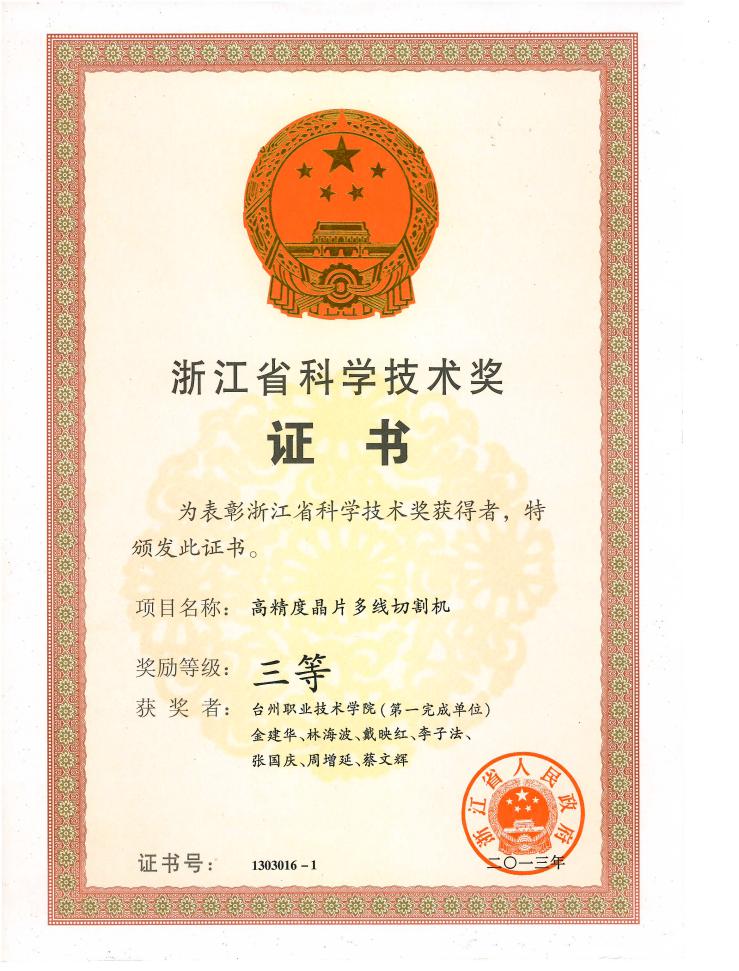 浙江省科学技术奖
证书
为表彰浙江省科学技术奖获得者，特
颁发此证书。
项目名称：高精度晶片多线切割机
奖励等级：三等
获奖者：台州职业技术学院(第一完成单位)
金建华、林海波、戴映红、李子法、
张国庆、周增延、蔡文辉
浙江省人民政府
二〇一三年
证书号：1303016-1